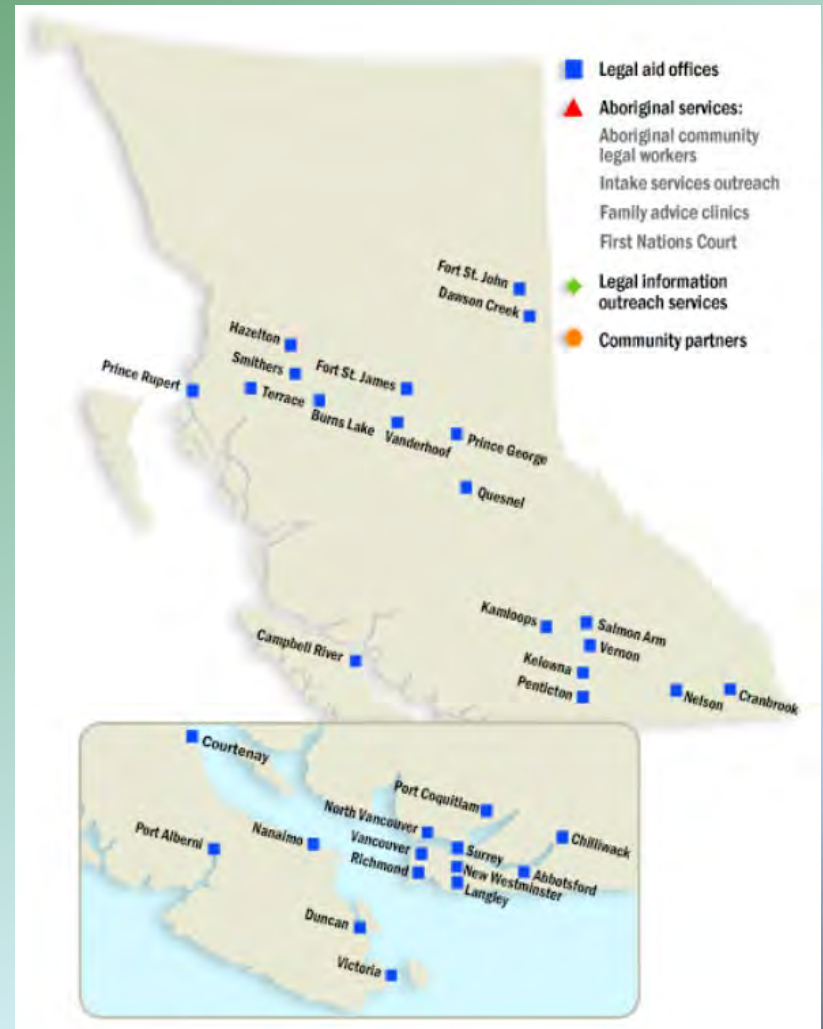 Legal aid offices
Aboriginal services:
Aboriginal community
legal workers
Intake services outreach
Family advice clinics
First Nations Court
Legal information
outreach services
Community partners
Fort St. John
Dawson Creek
Hazelton
Smithers
Fort St. James
Prince Rupert
Terrace
Burns Lake
Vanderhoof
Prince George
Quesnel
Kamloops
Salmon Arm
Vernon
Campbell River
Kelowna
Penticton
Nelson
Cranbrook
Courtenay
Port Coquitlam
North Vancouver
Chilliwack
Port Alberni
Nanaimo
Vancouver
Surrey
Richmond
New Westminster
Abbotsford
Langley
Duncan
Victoria